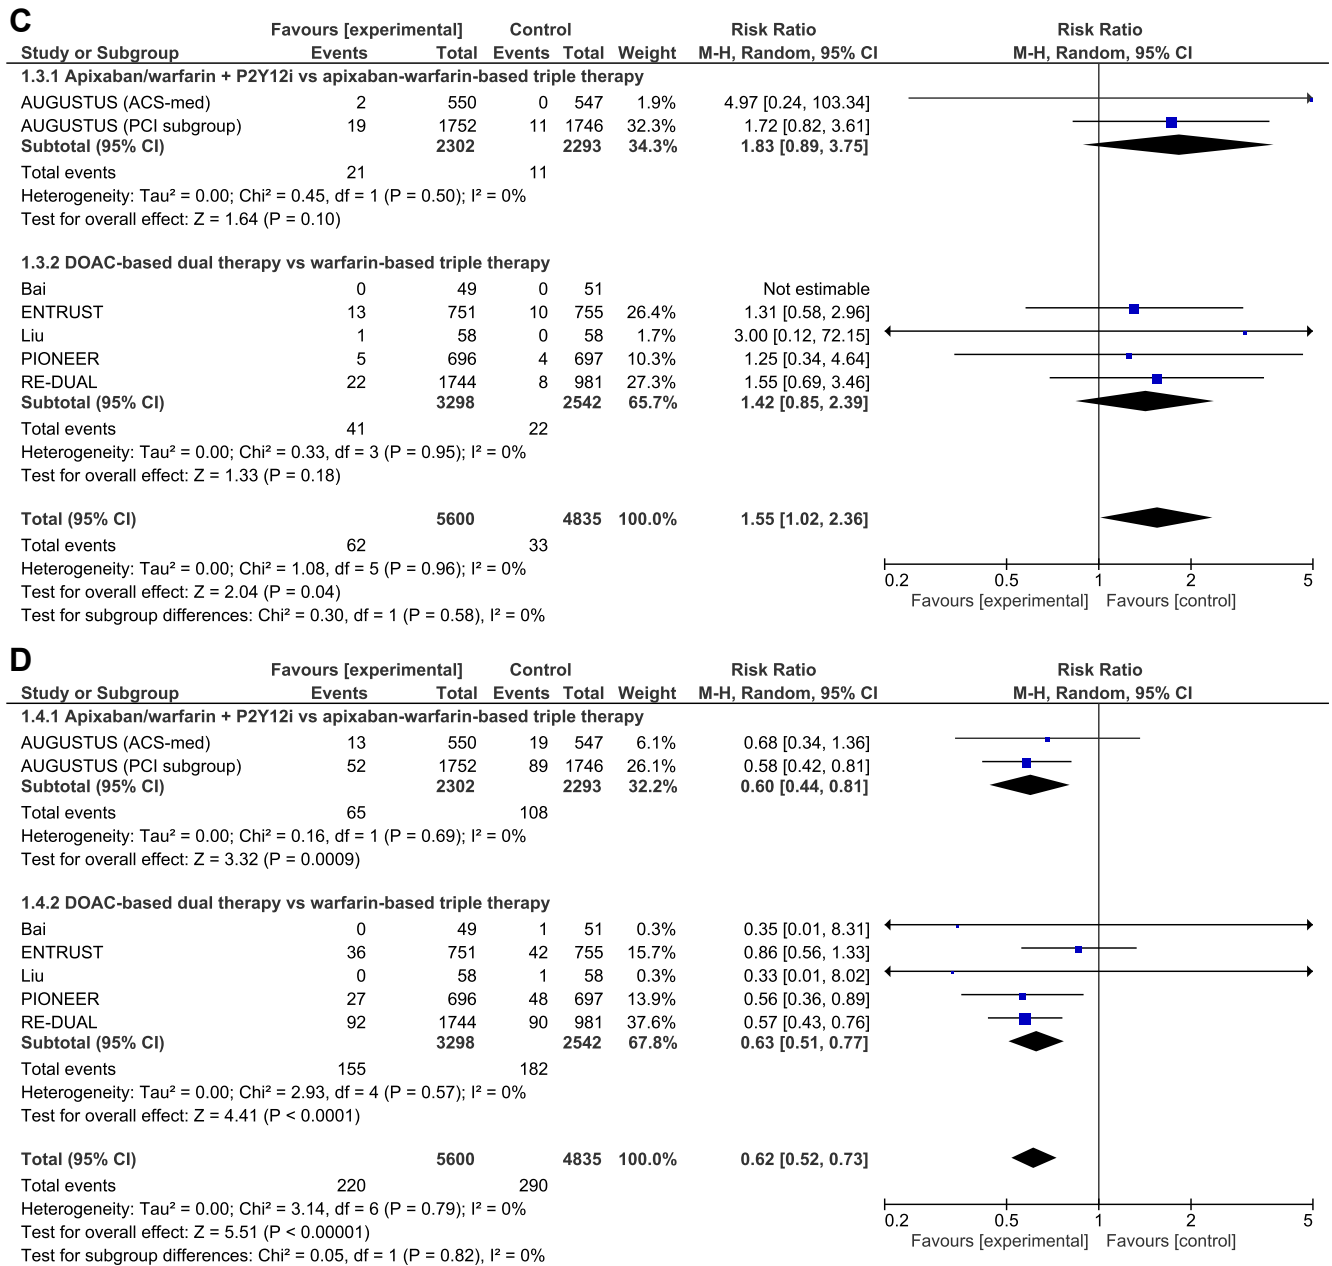 C
Favours [experimental] Control Risk Ratio Risk Ratio
Study or Subgroup Events Total Events Total Weight M-H, Random, 95% CI M-H, Random, 95% CI
1.3.1 Apixaban/warfarin + P2Y12i vs apixaban-warfarin-based triple therapy
AUGUSTUS (ACS-med) 2 550 0 547 1.9% 4.97 [0.24, 103.34]
AUGUSTUS (PCI subgroup) 19 1752 11 1746 32.3% 1.72 [0.82, 3.61]
Subtotal (95% CI) 2302 2293 34.3% 1.83 [0.89, 3.75]
Total events 21 11
Heterogeneity: Tau² = 0.00; Chi² = 0.45, df = 1 (P = 0.50); I² = 0%
Test for overall effect: Z = 1.64 (P = 0.10)
1.3.2 DOAC-based dual therapy vs warfarin-based triple therapy
Bai 0 49 0 51 Not estimable
ENTRUST 13 751 10 755 26.4% 1.31 [0.58, 2.96]
Liu 1 58 0 58 1.7% 3.00 [0.12, 72.15]
PIONEER 5 696 4 697 10.3% 1.25 [0.34, 4.64]
RE-DUAL 22 1744 8 981 27.3% 1.55 [0.69, 3.46]
Subtotal (95% CI) 3298 2542 65.7% 1.42 [0.85, 2.39]
Total events 41 22
Heterogeneity: Tau² = 0.00; Chi² = 0.33, df = 3 (P = 0.95); I² = 0%
Test for overall effect: Z = 1.33 (P = 0.18)
Total (95% CI) 5600 4835 100.0% 1.55 [1.02, 2.36]
Total events 62 33
Heterogeneity: Tau² = 0.00; Chi² = 1.08, df = 5 (P = 0.96); I² = 0%
Test for overall effect: Z = 2.04 (P = 0.04)
Test for subgroup differences: Chi² = 0.30, df = 1 (P = 0.58), I² = 0%
0.2 0.5 1 2 5
Favours [experimental] Favours [control]
D
Favours [experimental] Control Risk Ratio Risk Ratio
Study or Subgroup Events Total Events Total Weight M-H, Random, 95% CI M-H, Random, 95% CI
1.4.1 Apixaban/warfarin + P2Y12i vs apixaban-warfarin-based triple therapy
AUGUSTUS (ACS-med) 13 550 19 547 6.1% 0.68 [0.34, 1.36]
AUGUSTUS (PCI subgroup) 52 1752 89 1746 26.1% 0.58 [0.42, 0.81]
Subtotal (95% CI) 2302 2293 32.2% 0.60 [0.44, 0.81]
Total events 65 108
Heterogeneity: Tau² = 0.00; Chi² = 0.16, df = 1 (P = 0.69); I² = 0%
Test for overall effect: Z = 3.32 (P = 0.0009)
1.4.2 DOAC-based dual therapy vs warfarin-based triple therapy
Bai 0 49 1 51 0.3% 0.35 [0.01, 8.31]
ENTRUST 36 751 42 755 15.7% 0.86 [0.56, 1.33]
Liu 0 58 1 58 0.3% 0.33 [0.01, 8.02]
PIONEER 27 696 48 697 13.9% 0.56 [0.36, 0.89]
RE-DUAL 92 1744 90 981 37.6% 0.57 [0.43, 0.76]
Subtotal (95% CI) 3298 2542 67.8% 0.63 [0.51, 0.77]
Total events 155 182
Heterogeneity: Tau² = 0.00; Chi² = 2.93, df = 4 (P = 0.57); I² = 0%
Test for overall effect: Z = 4.41 (P < 0.0001)
Total (95% CI) 5600 4835 100.0% 0.62 [0.52, 0.73]
Total events 220 290
Heterogeneity: Tau² = 0.00; Chi² = 3.14, df = 6 (P = 0.79); I² = 0%
Test for overall effect: Z = 5.51 (P < 0.00001)
Test for subgroup differences: Chi² = 0.05, df = 1 (P = 0.82), I² = 0%
0.2 0.5 1 2 5
Favours [experimental] Favours [control]